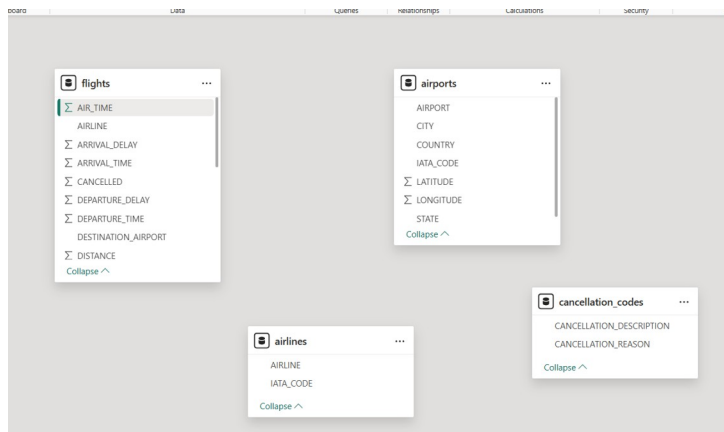 Data
Queries
Relationships
Calculations
Security
flights
AIR_TIME
AIRLINE
ARRIVAL_DELAY
ARRIVAL_TIME
CANCELLED
DEPARTURE_DELAY
DEPARTURE_TIME
DESTINATION_AIRPORT
DISTANCE
Collapse
airports
AIRPORT
CITY
COUNTRY
IATA_CODE
LATITUDE
LONGITUDE
STATE
Collapse
airlines
AIRLINE
IATA_CODE
Collapse
cancellation_codes
CANCELLATION_DESCRIPTION
CANCELLATION_REASON
Collapse